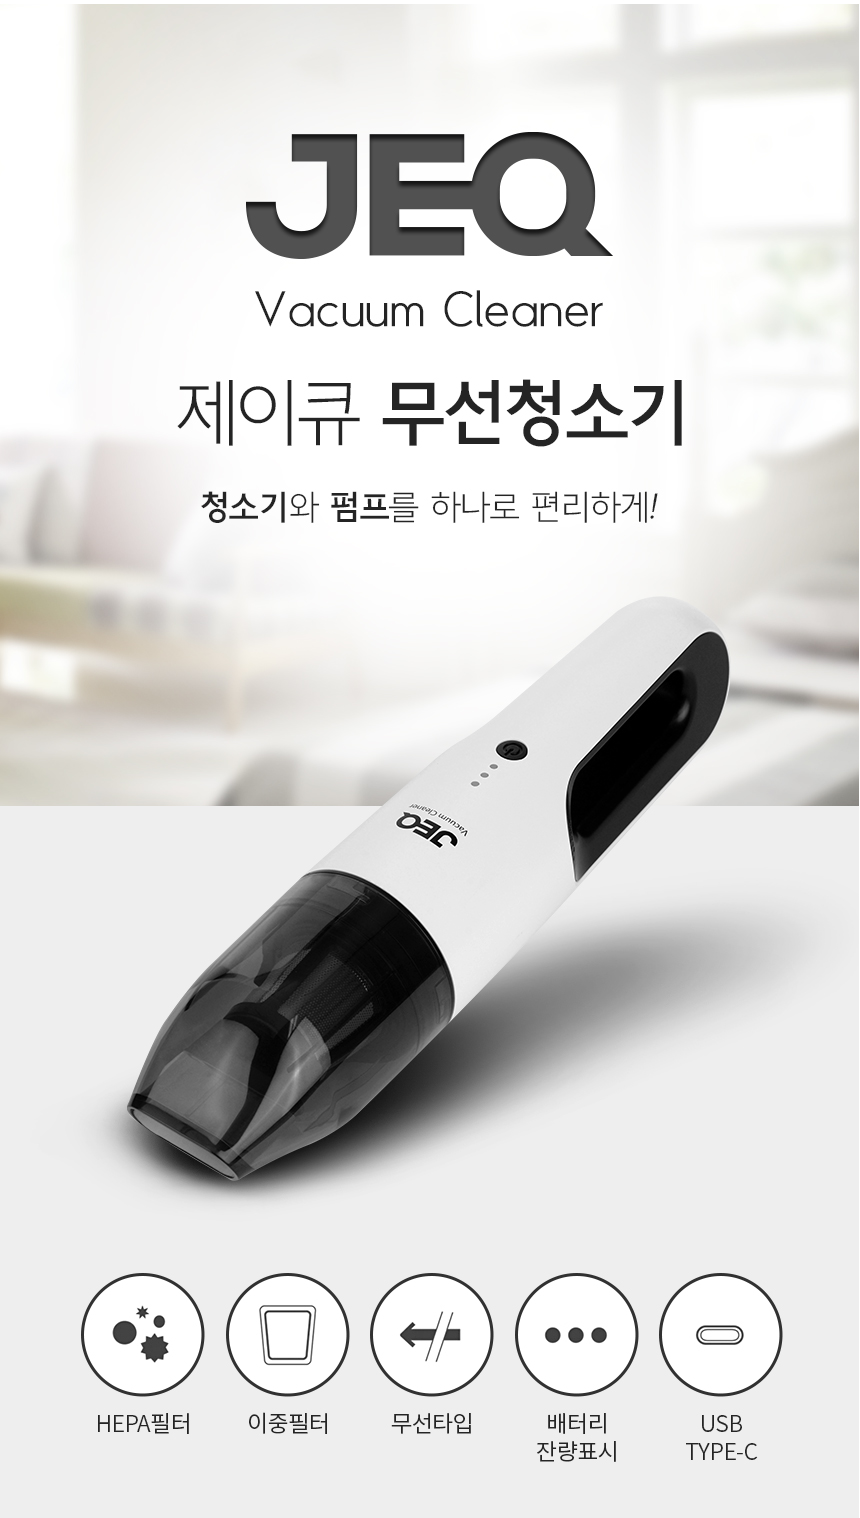 JEQ
Vacuum Cleaner
제이큐 무선청소기
청소기와 펌프를 하나로 편리하게!
JEQ
Vacuum Cleaner
HEPA필터
이중필터
무선타입
배터리
잔량표시
USB
TYPE-C